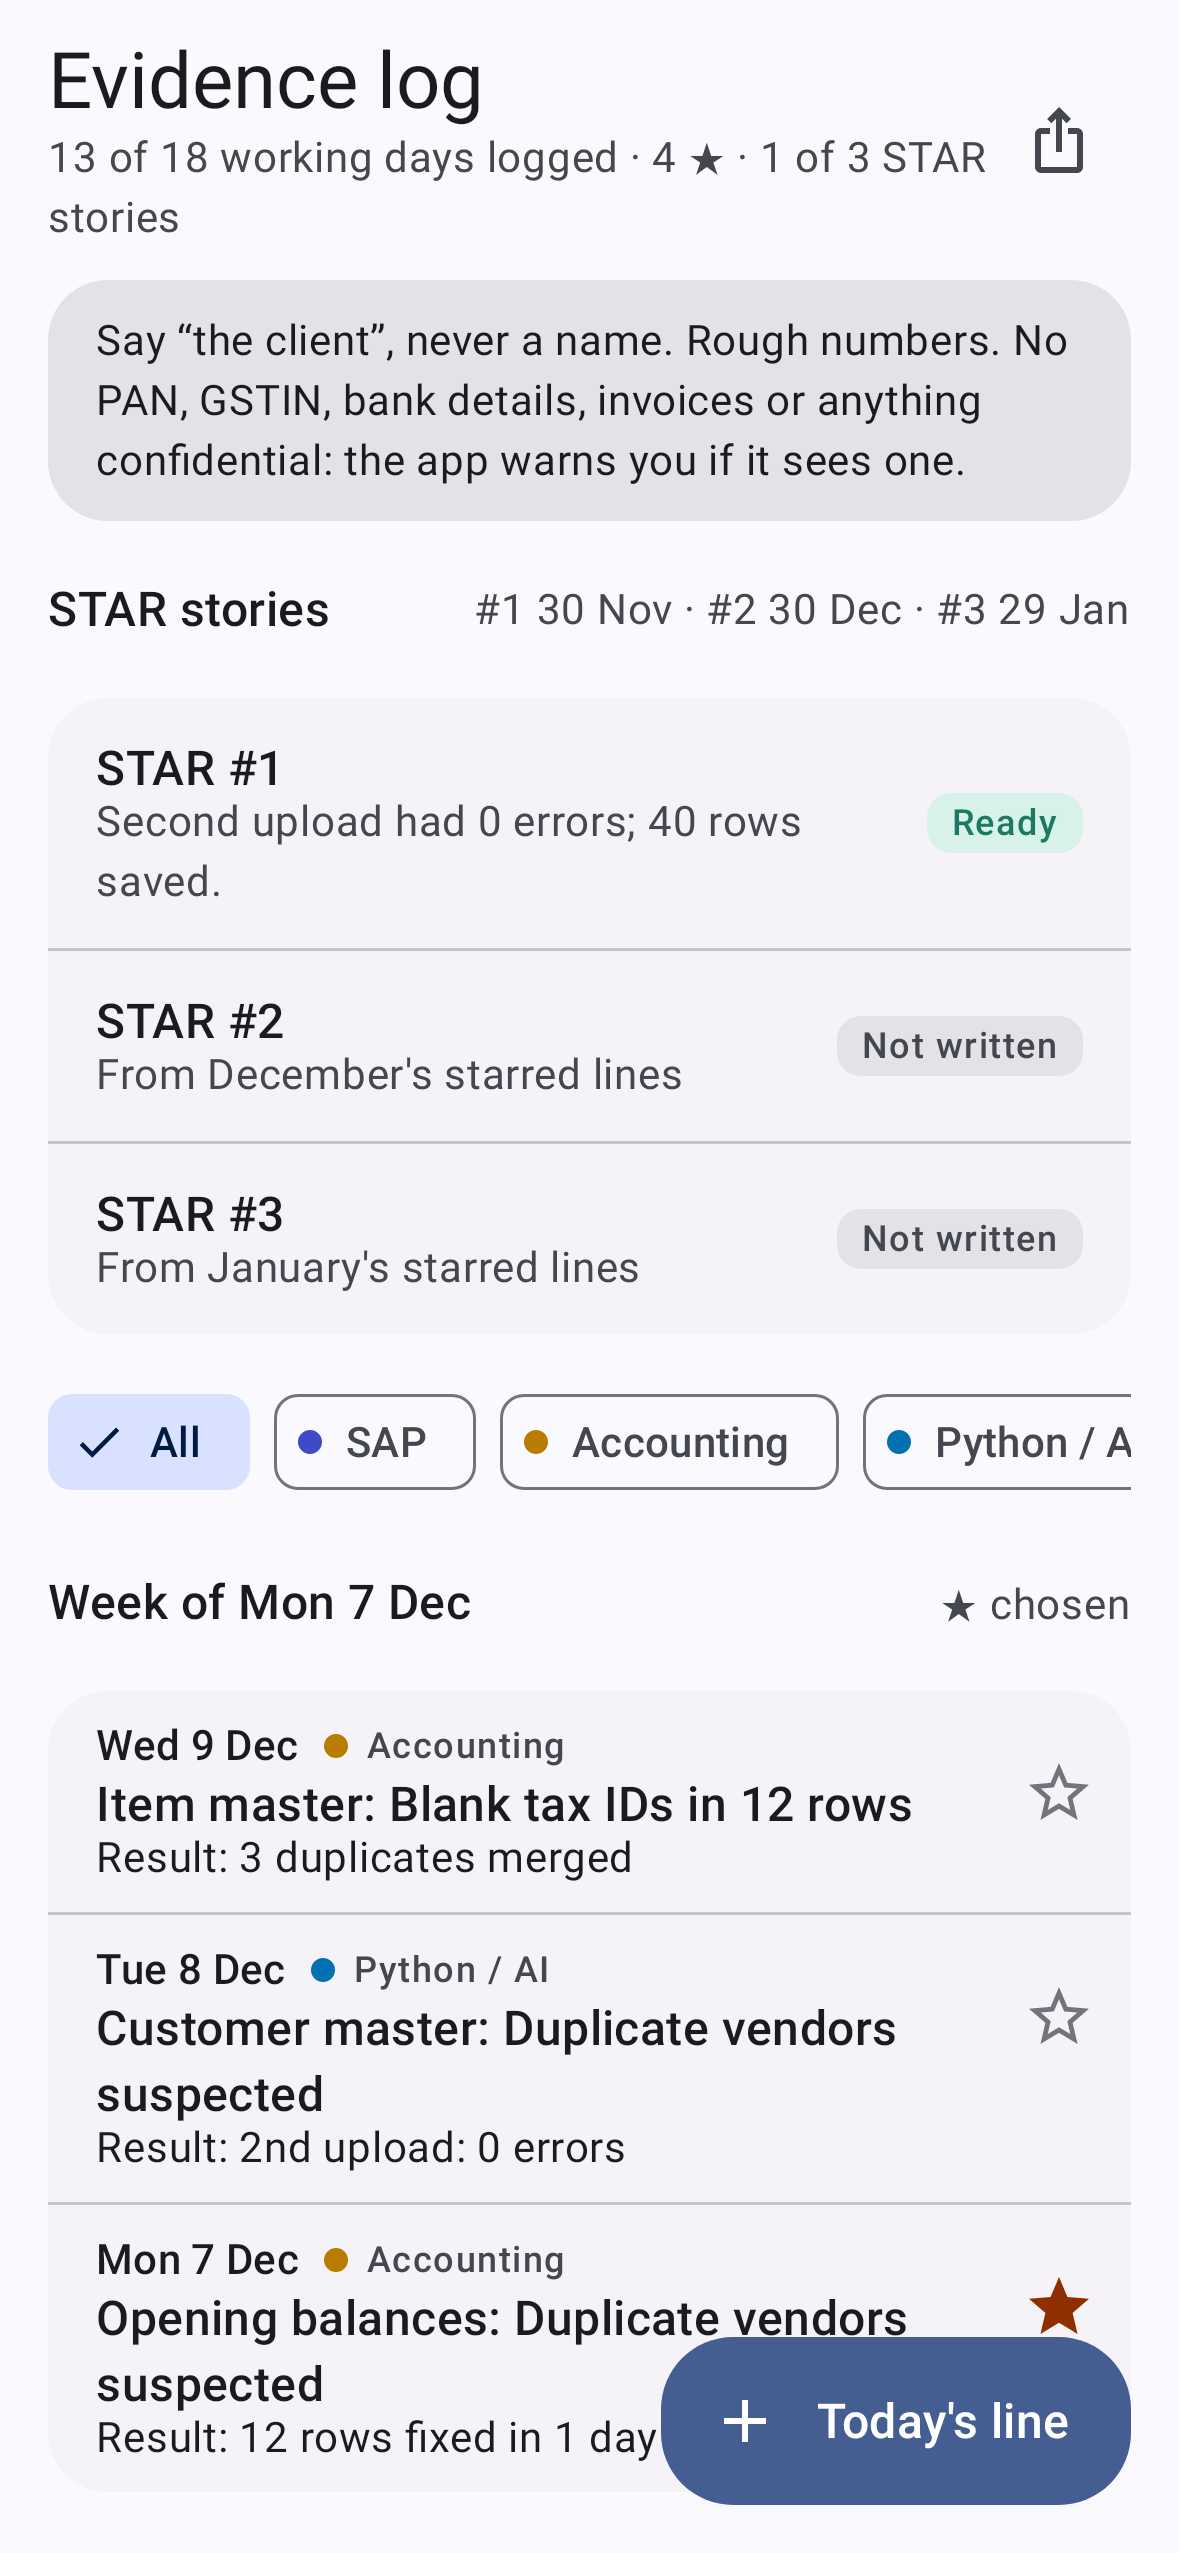 Evidence log
13 of 18 working days logged · 4 ★ · 1 of 3 STAR
stories
Say “the client”, never a name. Rough numbers. No
PAN, GSTIN, bank details, invoices or anything
confidential: the app warns you if it sees one.
STAR stories #1 30 Nov · #2 30 Dec · #3 29 Jan
STAR #1
Second upload had 0 errors; 40 rows
saved.
Ready
STAR #2
From December's starred lines
Not written
STAR #3
From January's starred lines
Not written
All SAP Accounting Python / A
Week of Mon 7 Dec ★ chosen
Wed 9 Dec Accounting
Item master: Blank tax IDs in 12 rows
Result: 3 duplicates merged
Tue 8 Dec Python / AI
Customer master: Duplicate vendors
suspected
Result: 2nd upload: 0 errors
Mon 7 Dec Accounting
Opening balances: Duplicate vendors
suspected
Result: 12 rows fixed in 1 day
Today's line